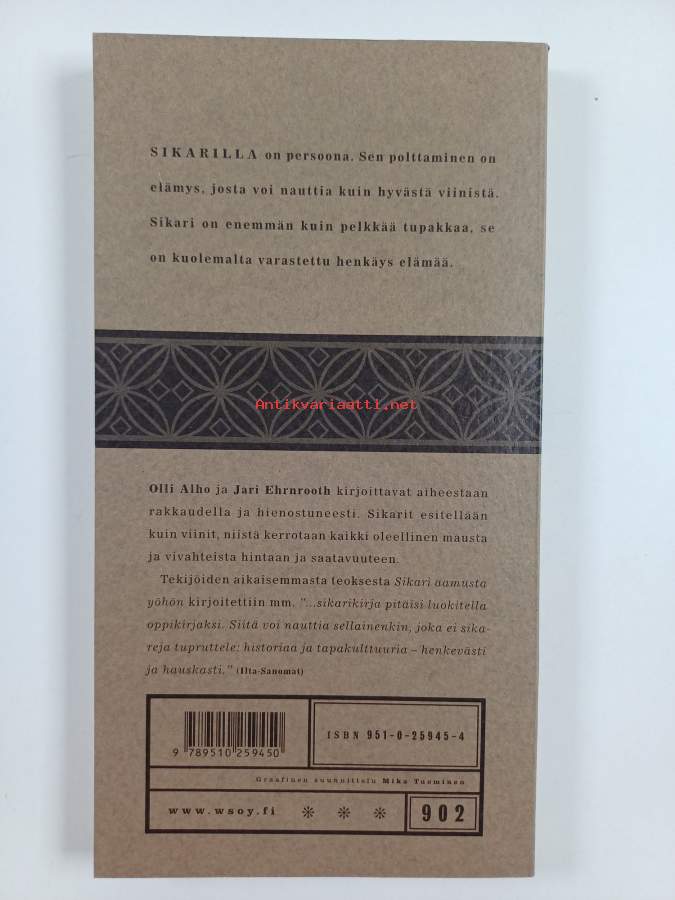 SIKARILLA on persoona. Sen polttaminen on
elämys, josta voi nauttia kuin hyvästä viinistä.
Sikari on enemmän kuin pelkkää tupakkaa, se
on kuolemalta varastettu henkäys elämää.
Antikvariaatti.net
Olli Alho ja Jari Ehrnrooth kirjoittavat aiheestaan
rakkaudella ja hienostuneesti. Sikarit esitellään
kuin viinit, niistä kerrotaan kaikki oleellinen mausta
ja vivahteista hintaan ja saatavuuteen.
Tekijöiden aikaisemmasta teoksesta Sikari aamusta
yöhön kirjoitettiin mm. "...sikarikirja pitäisi luokitella
oppikirjaksi. Siitä voi nauttia sellainenkin, joka ei sika-
reja tupruttele: historiaa ja tapakulttuuria – henkevästi
ja hauskasti." (Ilta-Sanomat)
ISBN 951-0-25945-4
9 789510 259450
Graafinen suunnittelu Mika Tuominen
www.wsoy.fi
902